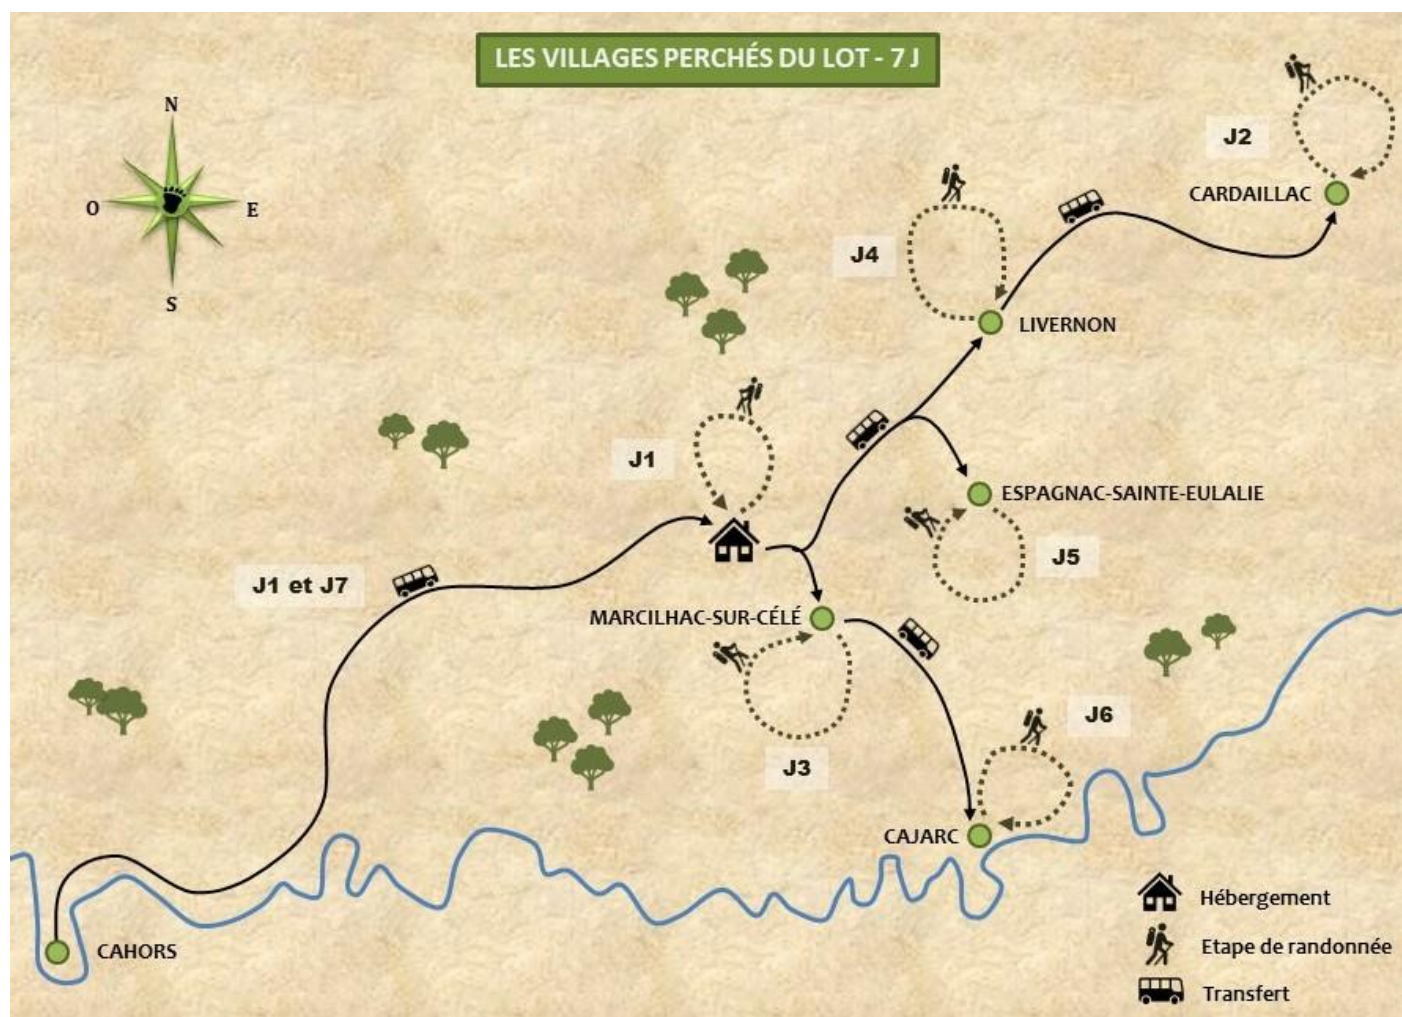 LES VILLAGES PERCHÉS DU LOT - 7 J
N
O
E
S
J2
CARDAILLAC
J4
LIVERNON
J1
ESPAGNAC-SAINTE-EULALIE
J5
J1 et J7
MARCILHAC-SUR-CÉLÉ
J3
J6
CAJARC
CAHORS
Hébergement
Etape de randonnée
Transfert